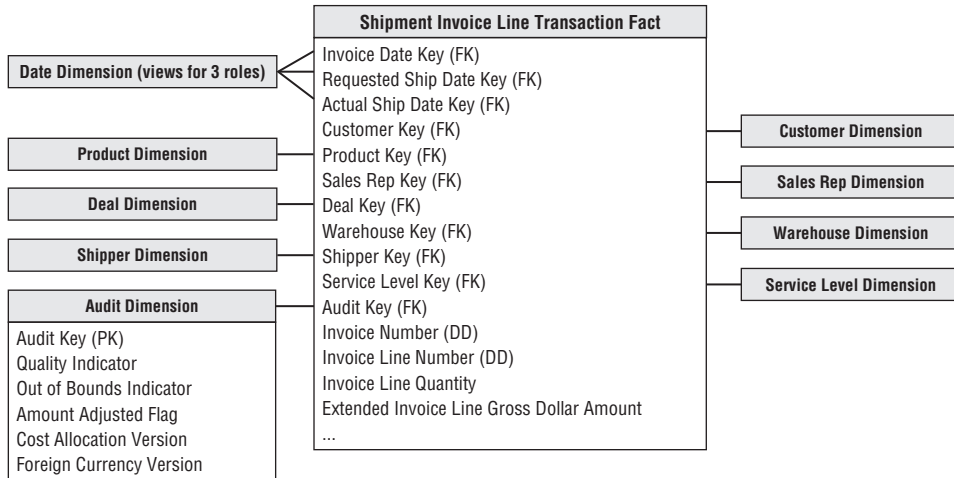 Shipment Invoice Line Transaction Fact
Invoice Date Key (FK)
Requested Ship Date Key (FK)
Actual Ship Date Key (FK)
Customer Key (FK)
Product Key (FK)
Sales Rep Key (FK)
Deal Key (FK)
Warehouse Key (FK)
Shipper Key (FK)
Service Level Key (FK)
Audit Key (FK)
Invoice Number (DD)
Invoice Line Number (DD)
Invoice Line Quantity
Extended Invoice Line Gross Dollar Amount
...
Date Dimension (views for 3 roles)
Product Dimension
Deal Dimension
Shipper Dimension
Audit Dimension
Audit Key (PK)
Quality Indicator
Out of Bounds Indicator
Amount Adjusted Flag
Cost Allocation Version
Foreign Currency Version
Customer Dimension
Sales Rep Dimension
Warehouse Dimension
Service Level Dimension